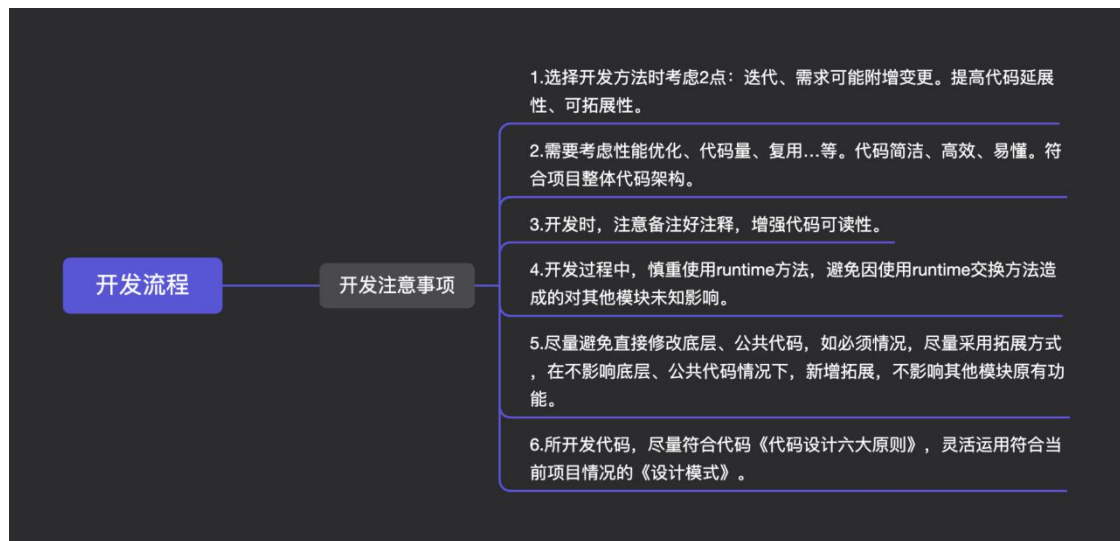 1.选择开发方法时考虑2点：迭代、需求可能附增变更。提高代码延展
性、可拓展性。
2.需要考虑性能优化、代码量、复用...等。代码简洁、高效、易懂。符
合项目整体代码架构。
3.开发时，注意备注好注释，增强代码可读性。
开发流程
开发注意事项
4.开发过程中，慎重使用runtime方法，避免因使用runtime交换方法造
成的对其他模块未知影响。
5.尽量避免直接修改底层、公共代码，如必须情况，尽量采用拓展方式
，在不影响底层、公共代码情况下，新增拓展，不影响其他模块原有功
能。
6.所开发代码，尽量符合代码《代码设计六大原则》，灵活运用符合当
前项目情况的《设计模式》。